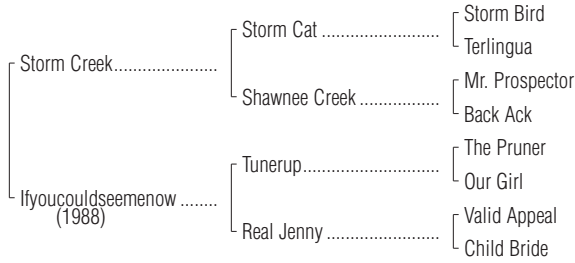 Storm Bird
Storm Cat ..........................
Terlingua
Storm Creek.......................
Mr. Prospector
Shawnee Creek ..................
Back Ack
The Pruner
Tunerup..............................
Our Girl
Ifyoucouldseemenow ........
(1988)
Valid Appeal
Real Jenny .........................
Child Bride